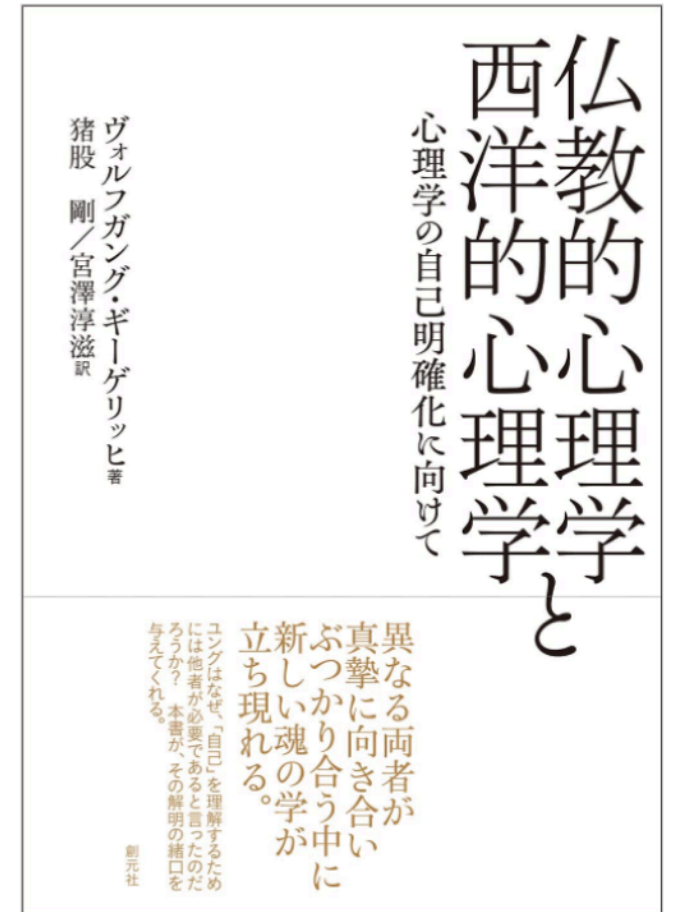 仏教的心理学と
西洋的心理学
心理学の自己明確化に向けて
ヴォルフガング・ギーゲリッヒ著
猪股 剛／宮澤淳滋訳
異なる両者が
真摯に向き合い
ぶつかり合う中に
新しい魂の学が
立ち現れる。
ユングはなぜ、「自己」を理解するため
には他者が必要であると言ったのだ
ろうか？ 本書が、その解明の緒口を
与えてくれる。
創元社